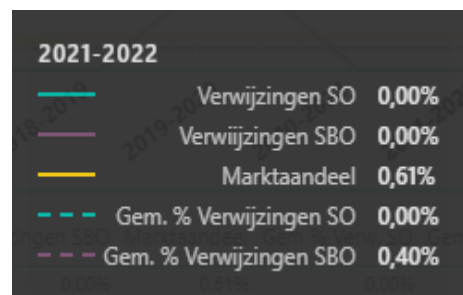 2021-2022
Verwijzingen SO 0,00%
Verwiijzingen SBO 0,00%
Marktaandeel 0,61%
Gem. % Verwijzingen SO 0,00%
Gem. % Verwijzingen SBO 0,40%